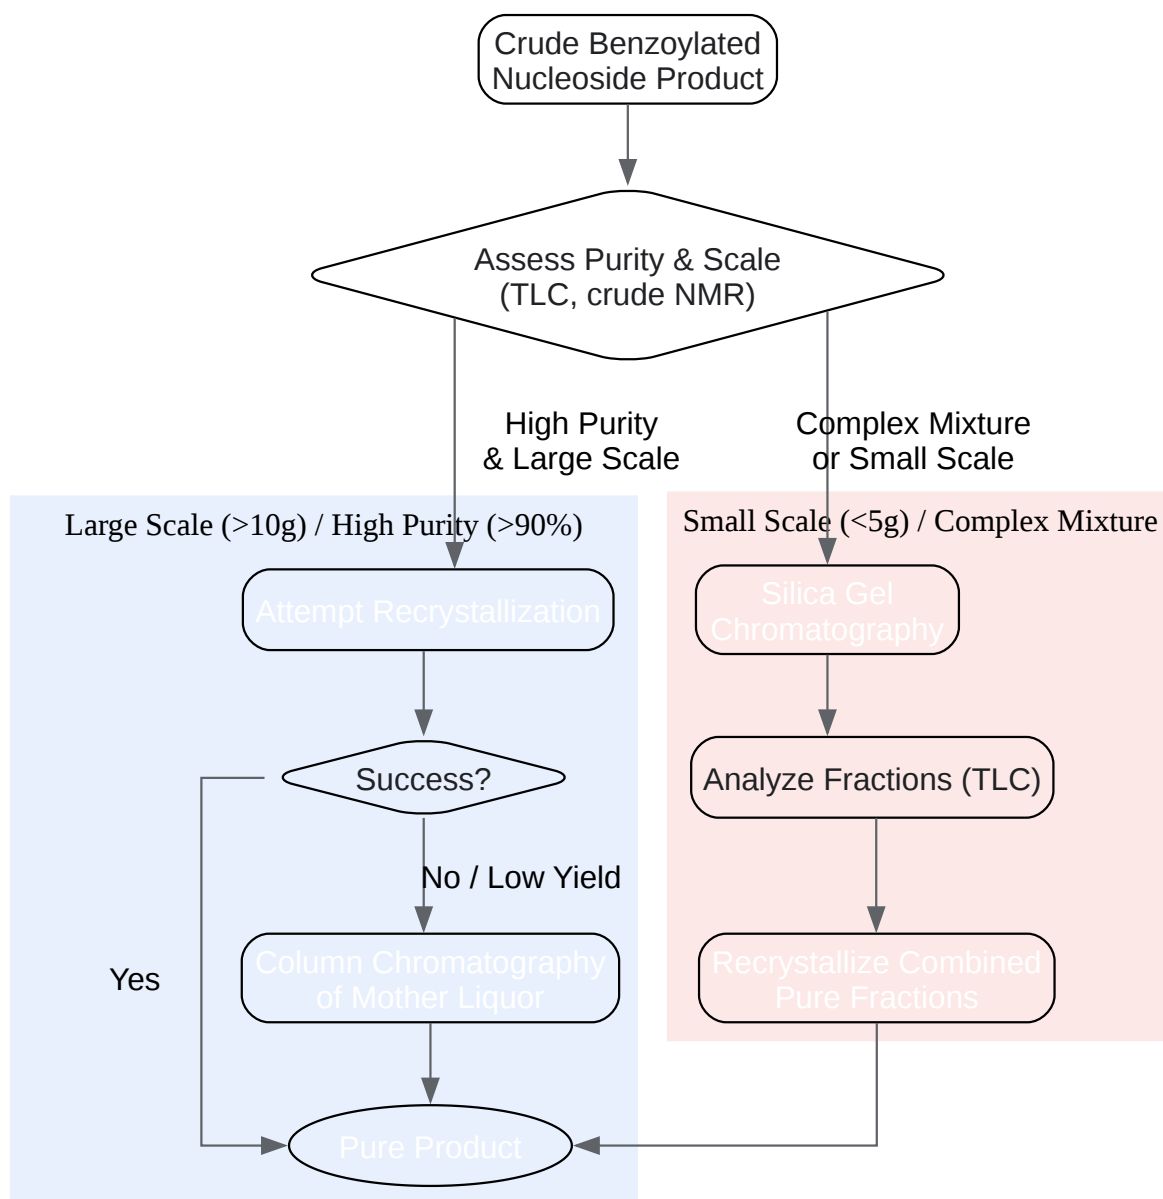 Crude Benzoylated
Nucleoside Product
Assess Purity & Scale
(TLC, crude NMR)
High Purity
& Large Scale
Complex Mixture
or Small Scale
Large Scale (>10g) / High Purity (>90%)
Small Scale (<5g) / Complex Mixture
Attempt Recrystallization
Silica Gel
Chromatography
Success?
Analyze Fractions (TLC)
No / Low Yield
Yes
Column Chromatography
of Mother Liquor
Recrystallize Combined
Pure Fractions
Pure Product